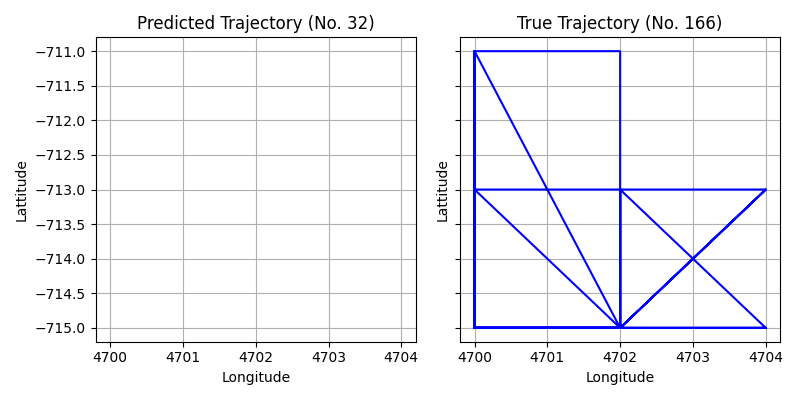 Predicted Trajectory (No. 32)
−711.0
−711.5
−712.0
−712.5
−713.0
−713.5
−714.0
−714.5
−715.0
Lattitude
4700 4701 4702 4703 4704
Longitude
True Trajectory (No. 166)
Lattitude
4700 4701 4702 4703 4704
Longitude